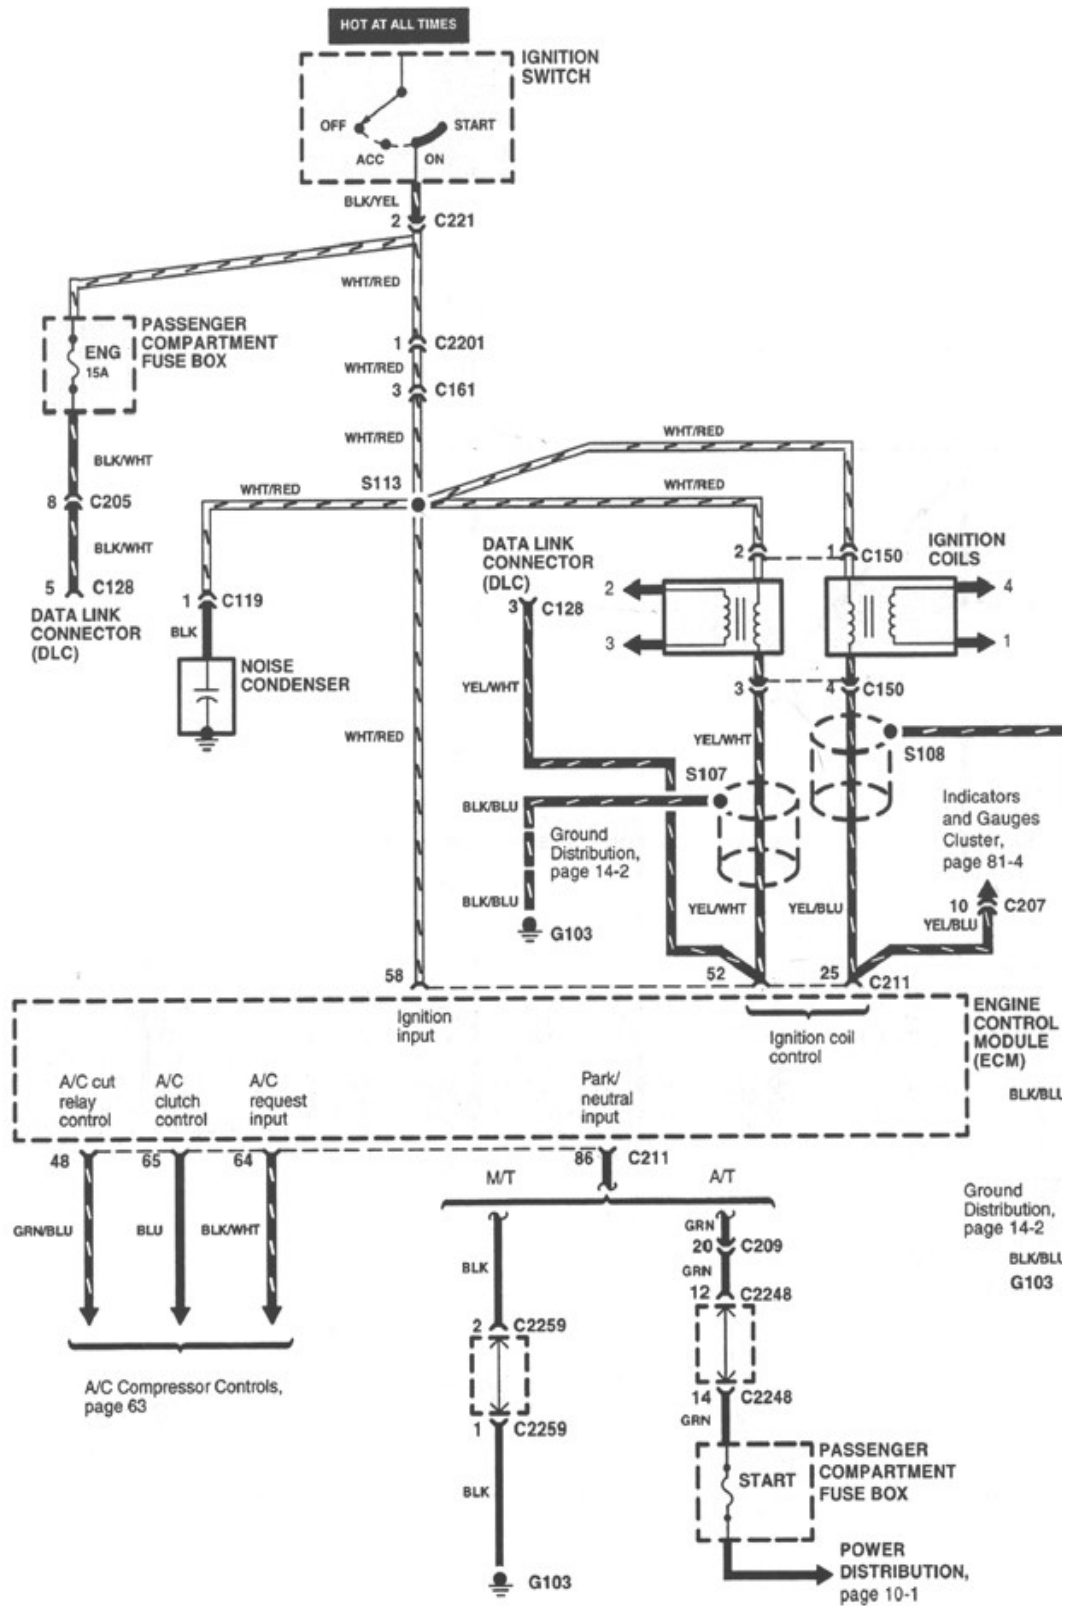 HOT AT ALL TIMES
IGNITION
SWITCH
OFF
START
ACC
ON
BLK/YEL
2
C221
WHT/RED
PASSENGER
COMPARTMENT
FUSE BOX
ENG
15A
1
C2201
WHT/RED
3
C161
WHT/RED
WHT/RED
BLK/WHT
S113
WHT/RED
WHT/RED
8
C205
BLK/WHT
DATA LINK
CONNECTOR
(DLC)
2
1
C150
IGNITION
COILS
5
C128
DATA LINK
CONNECTOR
(DLC)
1
C119
3
C128
2
4
BLK
3
1
NOISE
CONDENSER
YEL/WHT
3
4
C150
WHT/RED
YEL/WHT
S108
S107
BLK/BLU
Indicators
and Gauges
Cluster,
page 81-4
Ground
Distribution,
page 14-2
BLK/BLU
YEL/WHT
YEL/BLU
10
C207
YEL/BLU
G103
58
52
25
C211
Ignition
input
Ignition coil
control
ENGINE
CONTROL
MODULE
(ECM)
A/C cut
relay
control
A/C
clutch
control
A/C
request
input
Park/
neutral
input
BLK/BLU
48
65
64
86
C211
M/T
A/T
GRN/BLU
BLU
BLK/WHT
GRN
20
C209
Ground
Distribution,
page 14-2
BLK
GRN
12
C2248
BLK/BLU
G103
2
C2259
A/C Compressor Controls,
page 63
14
C2248
1
C2259
GRN
PASSENGER
COMPARTMENT
FUSE BOX
START
BLK
POWER
DISTRIBUTION,
page 10-1
G103